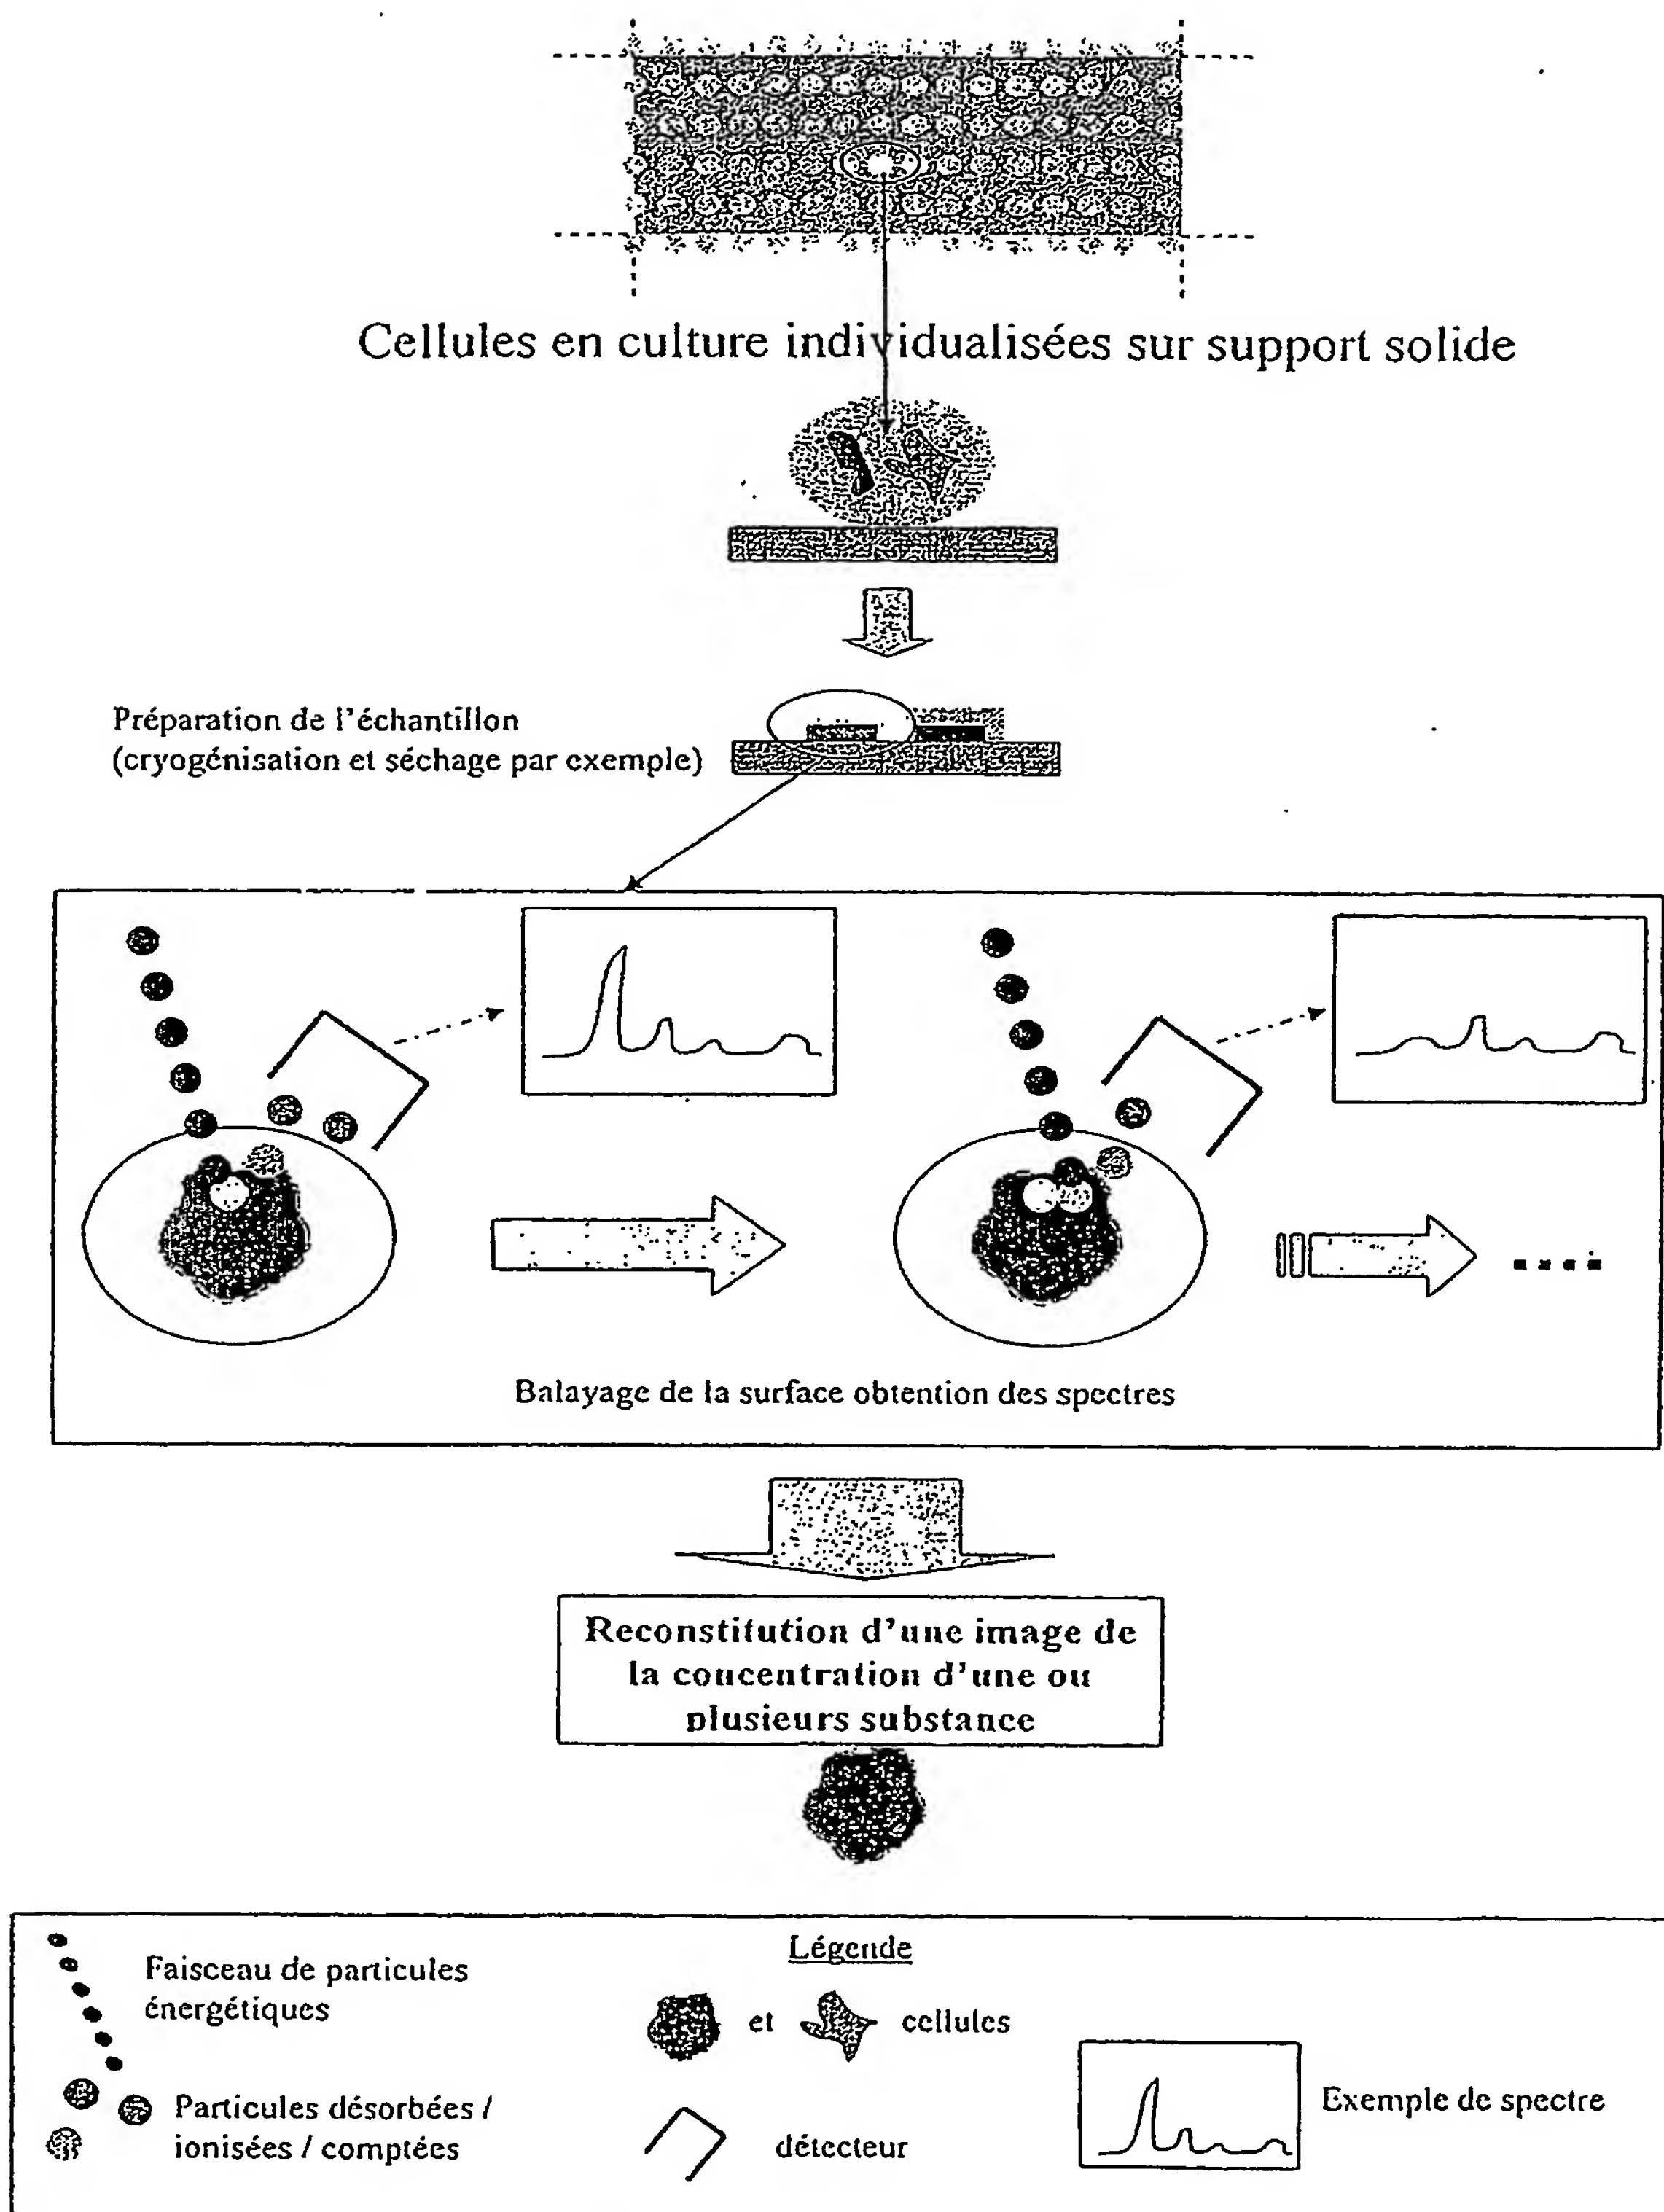 Cellules en culture individualisées sur support solide
Préparation de l'échantillon
(cryogénisation et séchage par exemple)
Balayage de la surface obtention des spectres
Reconstitution d'une image de
la concentration d'une ou
plusieurs substance
Légende
Faisceau de particules
énergétiques
et cellules
Particules désorbées /
ionisées / comptées
détecteur
Exemple de spectre